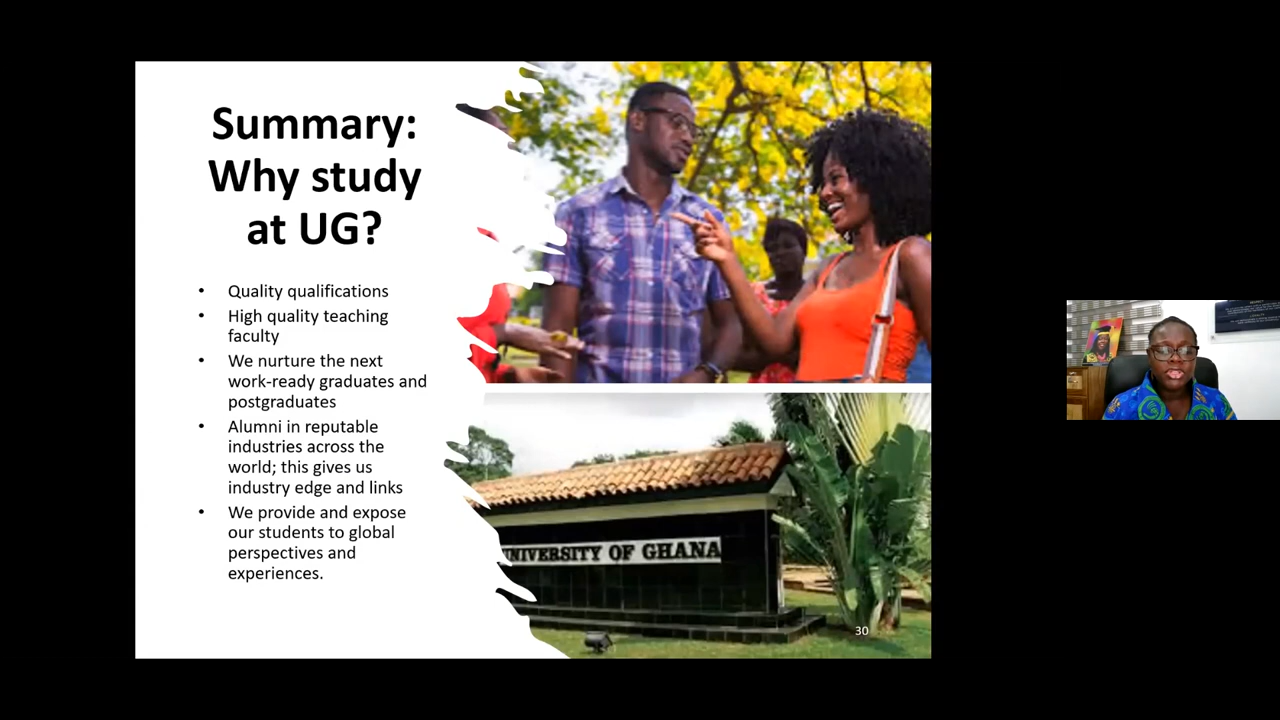 Summary:
Why study
at UG?
• Quality qualifications
• High quality teaching
faculty
• We nurture the next
work-ready graduates and
postgraduates
• Alumni in reputable
industries across the
world; this gives us
industry edge and links
• We provide and expose
our students to global
perspectives and
experiences.
UNIVERSITY OF GHANA
30